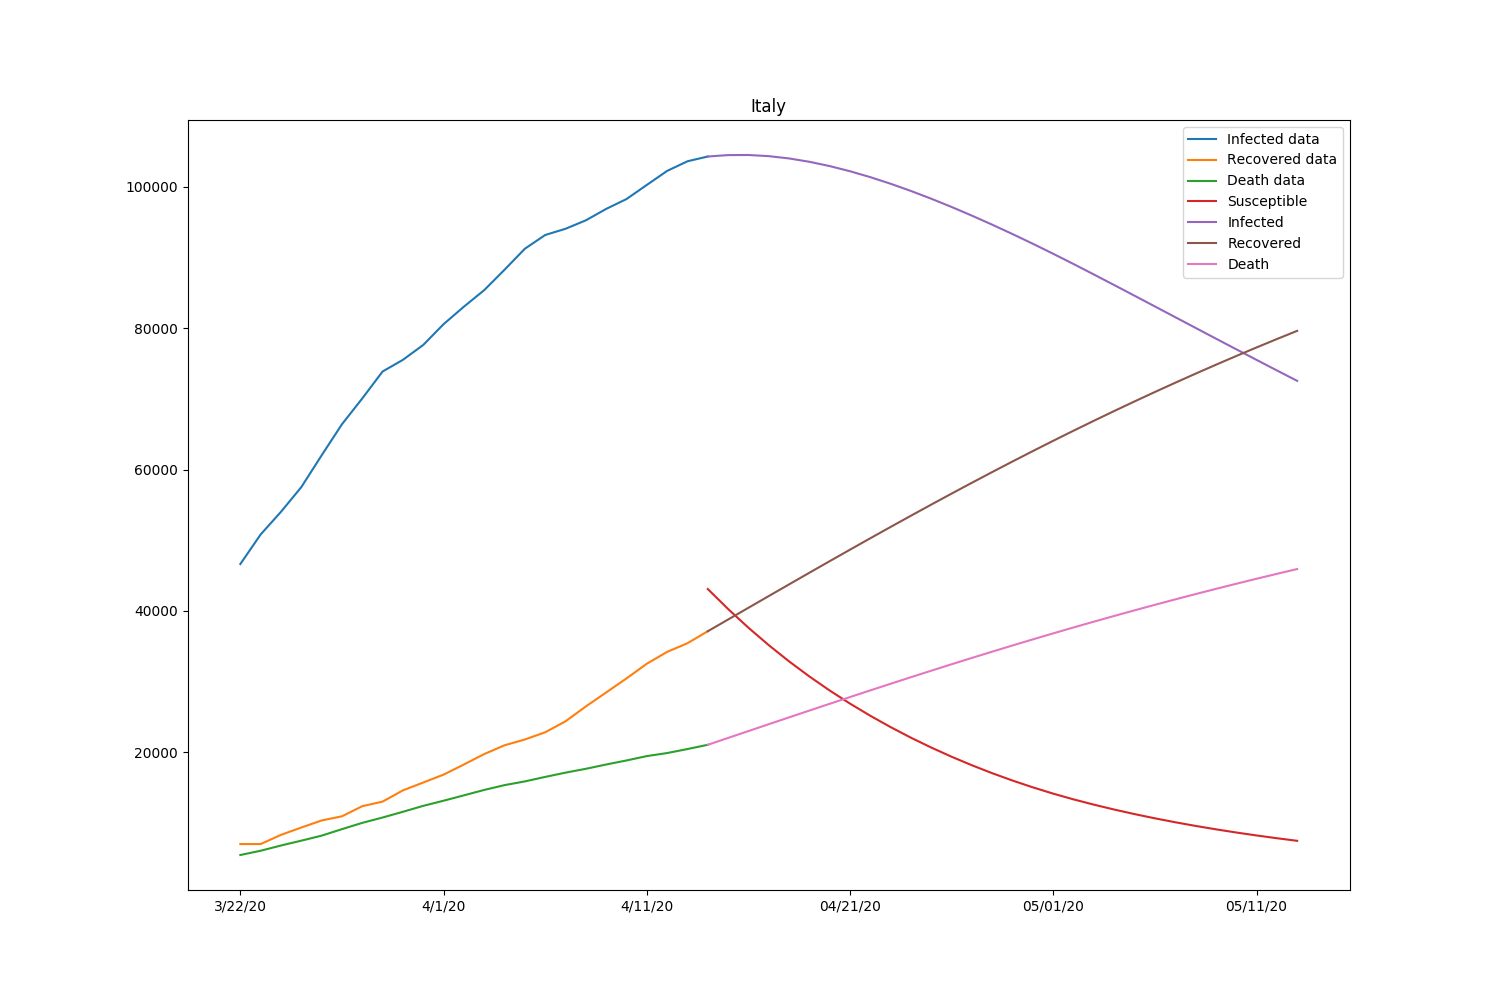 Italy
Infected data
Recovered data
Death data
Susceptible
Infected
Recovered
Death
100000
80000
60000
40000
20000
3/22/20 4/1/20 4/11/20 04/21/20 05/01/20 05/11/20